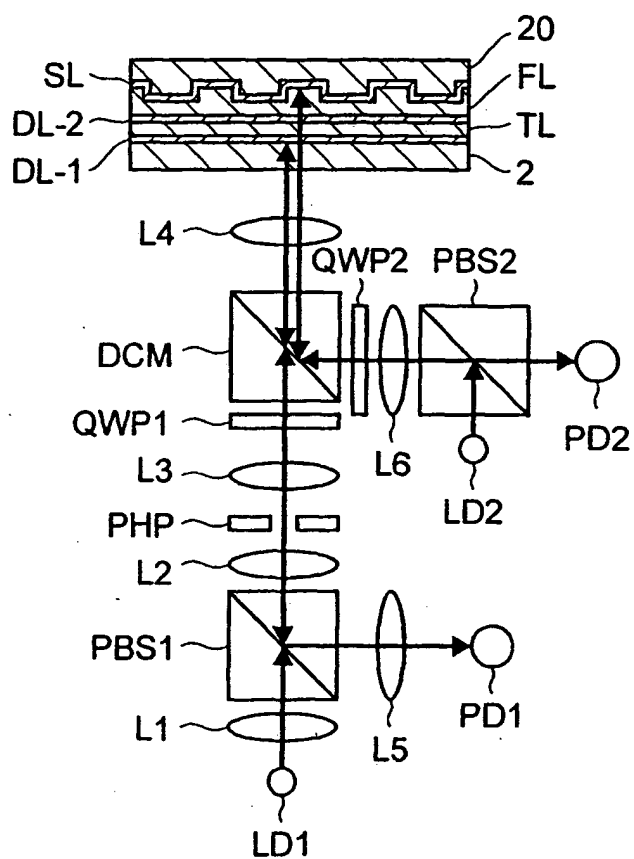 20
SL
FL
DL-2
TL
DL-1
2
L4
QWP2
PBS2
DCM
QWP1
PD2
L6
L3
LD2
PHP
L2
PBS1
PD1
L1
L5
LD1